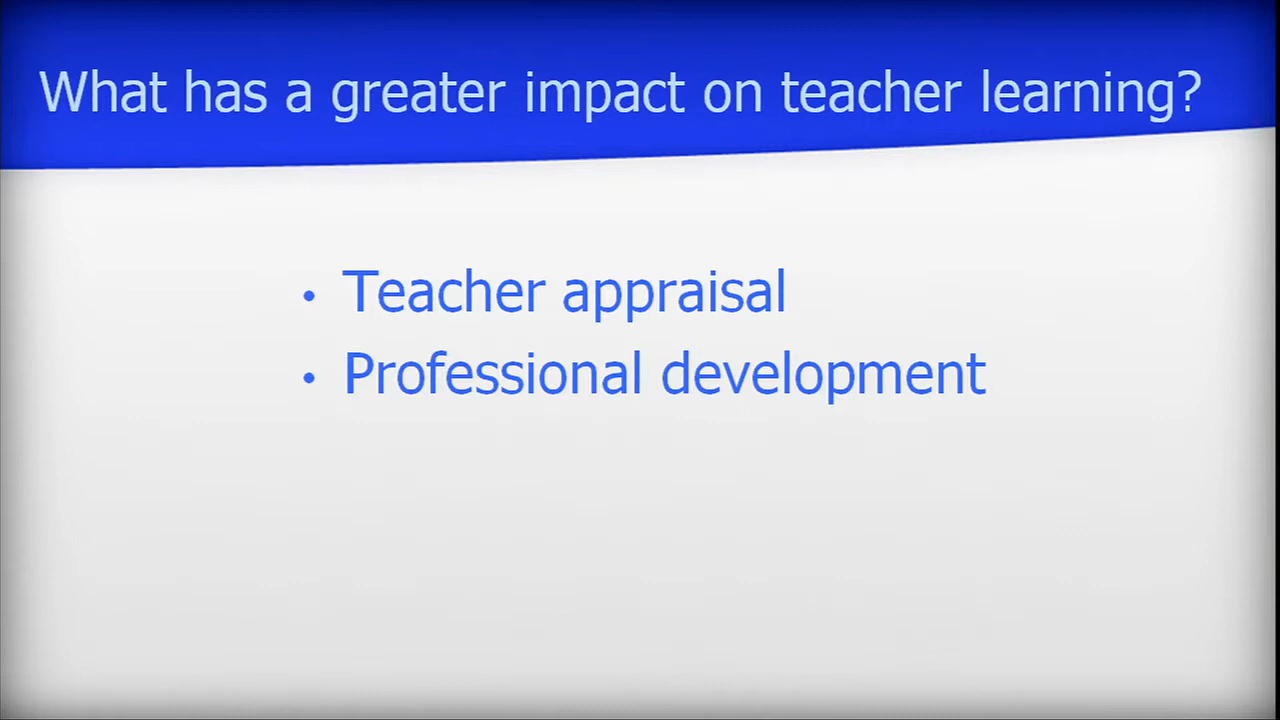 What has a greater impact on teacher learning?
• Teacher appraisal
• Professional development